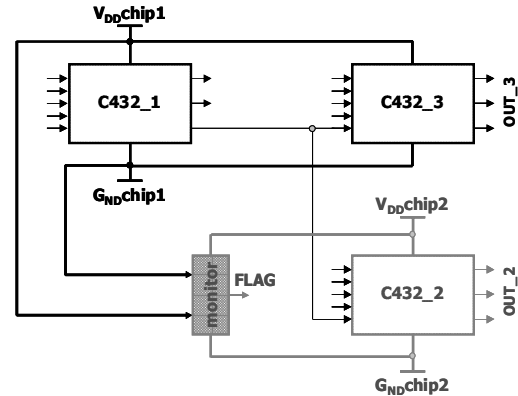 VDDchip1
C432_1
C432_3
OUT_3
GNDchip1
VDDchip2
monitor
FLAG
C432_2
OUT_2
GNDchip2